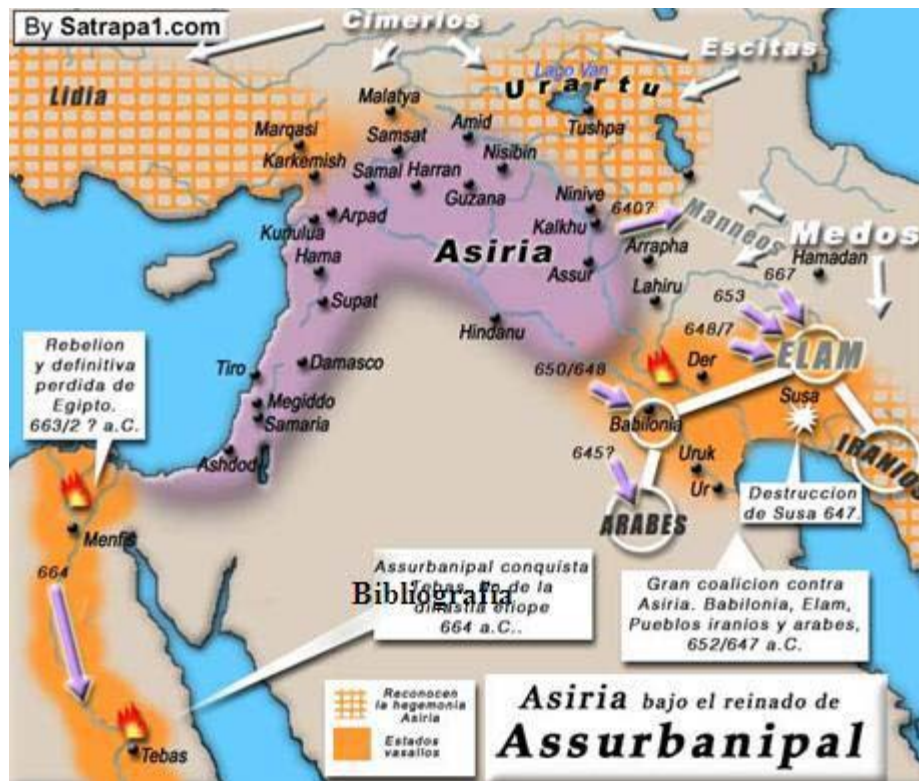 By Satrapa1.com
Cimerios
Escitas
Lidia
Lago Van
Urartu
Malatya
Tushpa
Marqasi
Samsat
Amid
Karkemish
Samal
Harran
Nisibin
Guzana
Ninive
640?
Manneos
Kunulua
Arpad
Kalkhu
Medos
Asiria
Arrapha
Hamadan
Hama
Assur
667
Supat
Lahiru
653
Hindanu
648/7
Rebelion
y definitiva
perdida de
Egipto.
663/2 ? a.C.
Tiro
Damasco
650/648
Der
ELAM
Megiddo
Samaria
Babilonia
Susa
Ashdod
645?
Uruk
Ur
IRANIOS
ARABES
Destruccion
de Susa 647.
Menfis
664
Assurbanipal conquista
Tebas, fin de la
dinastia etiope
664 a.C..
Bibliografía
Gran coalicion contra
Asiria. Babilonia, Elam,
Pueblos iranios y arabes,
652/647 a.C.
Tebas
Reconocen
la hegemonia
Asiria
Estados
vasallos
Asiria bajo el reinado de
Assurbanipal